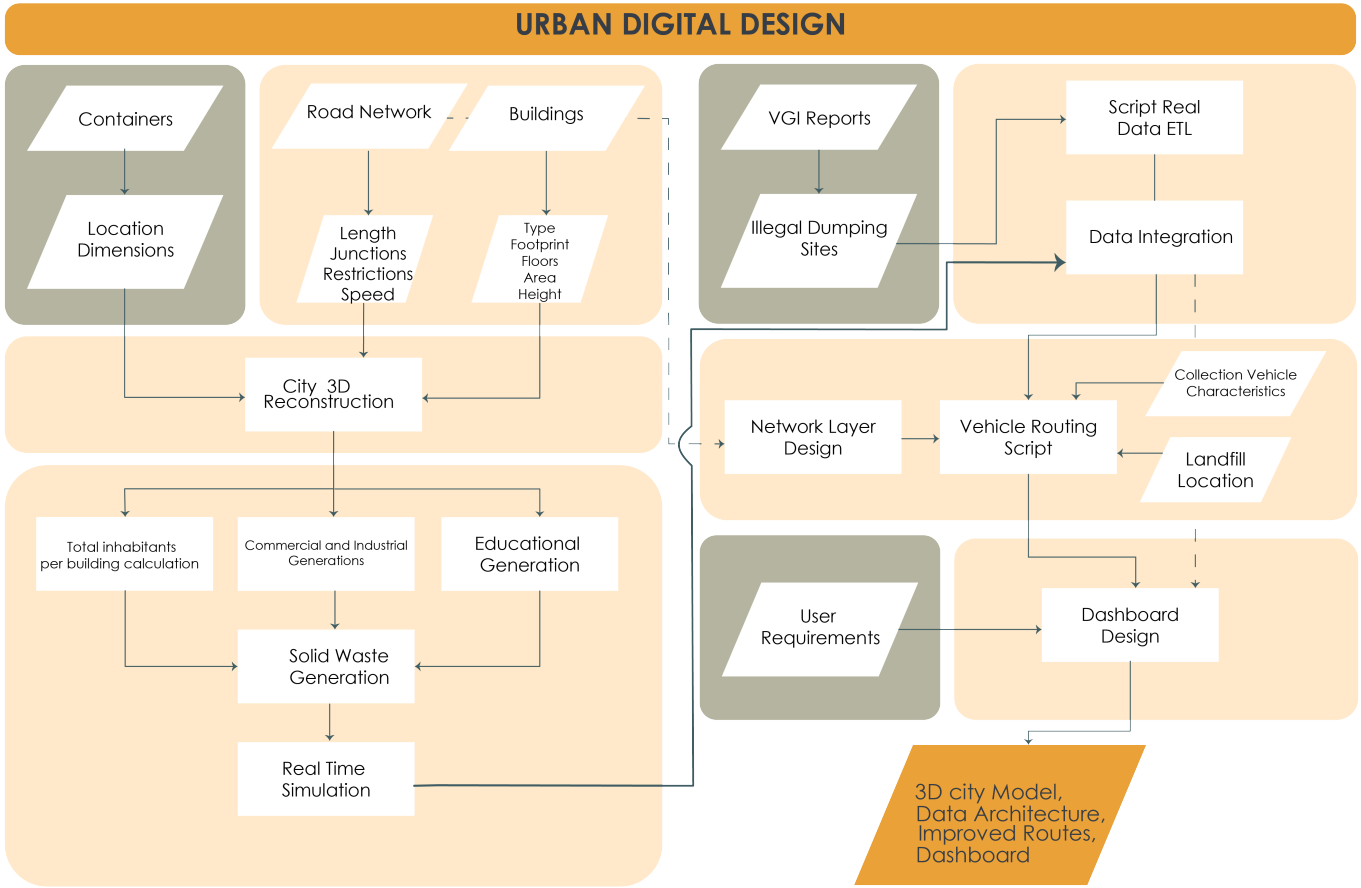 URBAN DIGITAL DESIGN
Containers
Location
Dimensions
Road Network
Buildings
Length
Junctions
Restrictions
Speed
Type
Footprint
Floors
Area
Height
City 3D
Reconstruction
Total inhabitants
per building calculation
Commercial and Industrial
Generations
Educational
Generation
Solid Waste
Generation
Real Time
Simulation
VGI Reports
Illegal Dumping
Sites
Script Real
Data ETL
Data Integration
Collection Vehicle
Characteristics
Network Layer
Design
Vehicle Routing
Script
Landfill
Location
User
Requirements
Dashboard
Design
3D city Model,
Data Architecture,
Improved Routes,
Dashboard